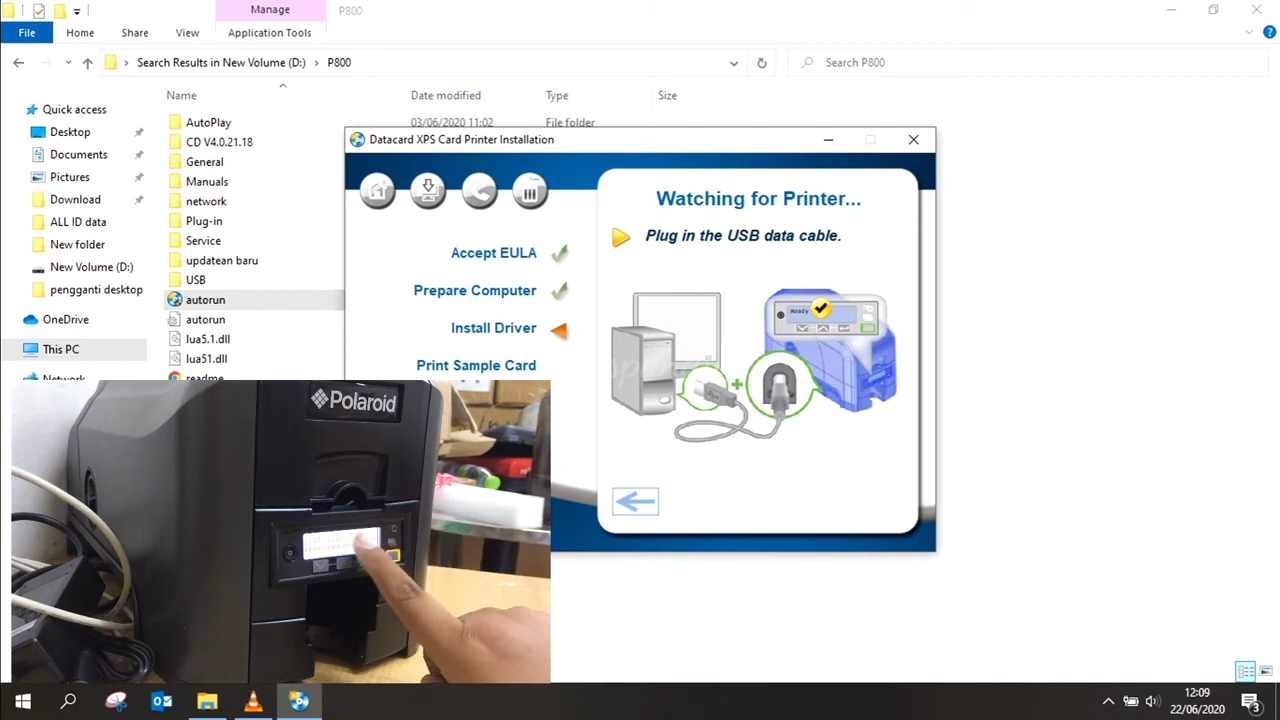 Manage
P800
File
Home
Share
View
Application Tools
Search Results in New Volume (D:)
P800
Search P800
Name
Date modified
Type
Size
Quick access
Desktop
Documents
Pictures
Download
ALL ID data
New folder
New Volume (D:)
pengganti desktop
OneDrive
This PC
Network
AutoPlay
03/06/2020 11:02
File folder
CD V4.0.21.18
General
Manuals
network
Plug-in
Service
updatean baru
USB
autorun
autorun
lua5.1.dll
lua51.dll
readme
Datacard XPS Card Printer Installation
Accept EULA
Prepare Computer
Install Driver
Print Sample Card
Watching for Printer...
Plug in the USB data cable.
Ready
Polaroid
12:09
22/06/2020
3